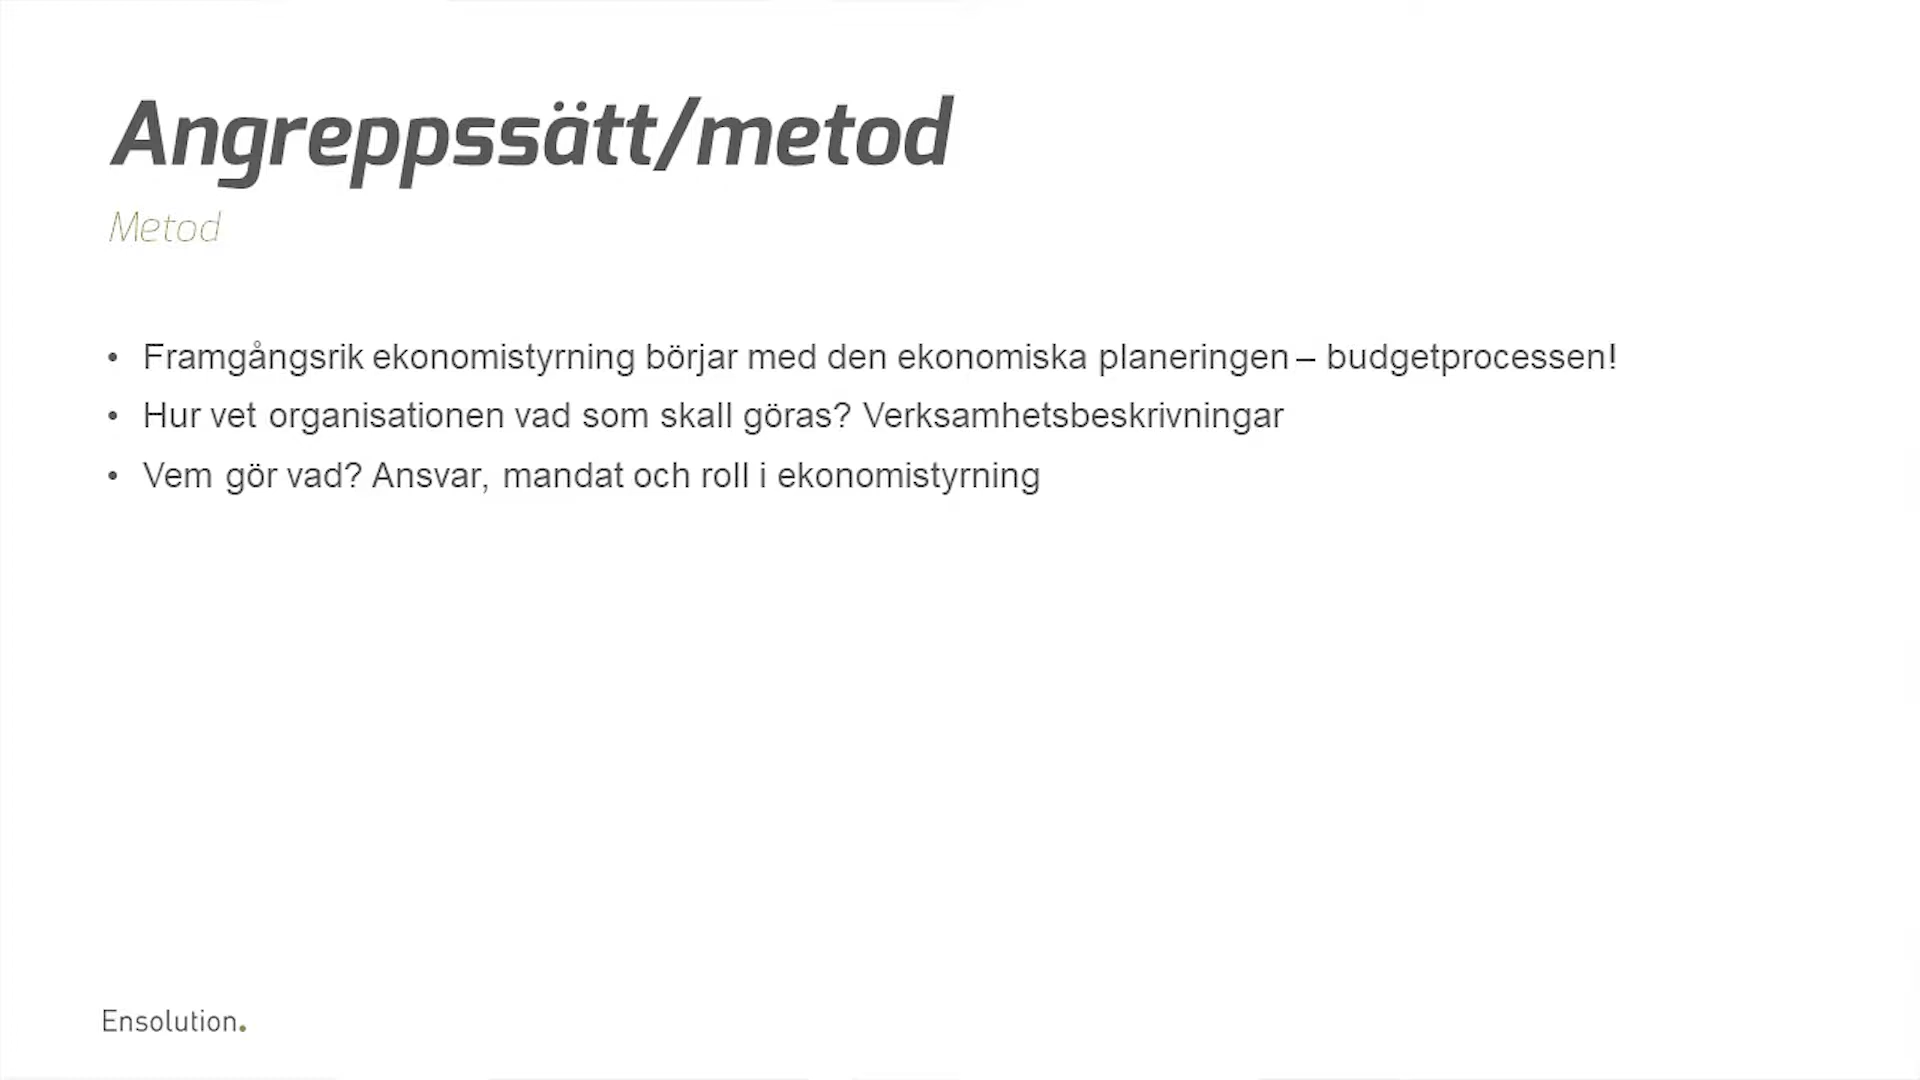 Angreppssätt/metod
Metod
• Framgångsrik ekonomistyrning börjar med den ekonomiska planeringen – budgetprocessen!
• Hur vet organisationen vad som skall göras? Verksamhetsbeskrivningar
• Vem gör vad? Ansvar, mandat och roll i ekonomistyrning
Ensolution.